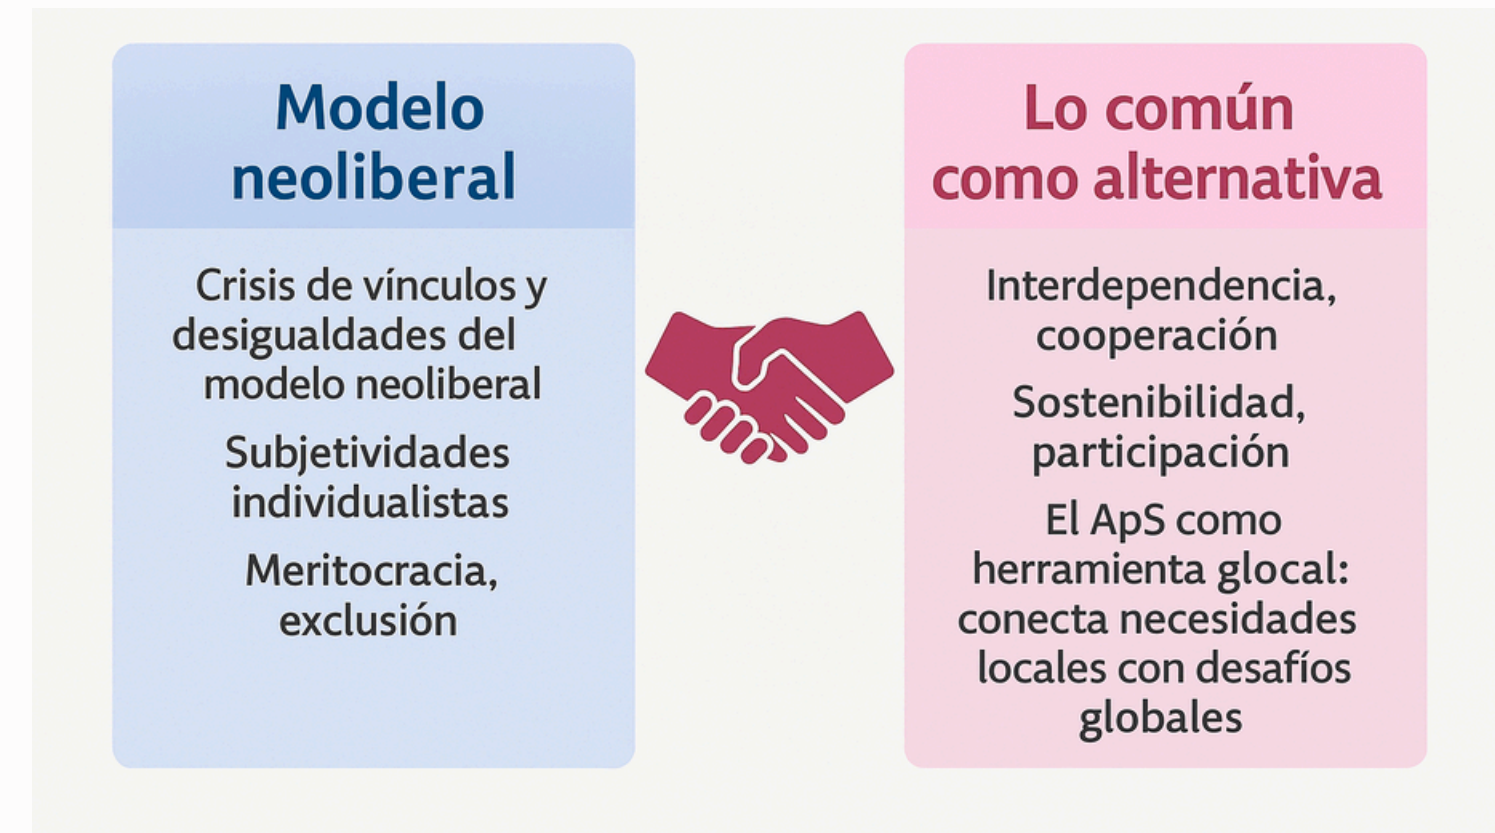 Modelo
neoliberal
Crisis de vínculos y
desigualdades del
modelo neoliberal
Subjetividades
individualistas
Meritocracia,
exclusión
Lo común
como alternativa
Interdependencia,
cooperación
Sostenibilidad,
participación
El ApS como
herramienta glocal:
conecta necesidades
locales con desafíos
globales